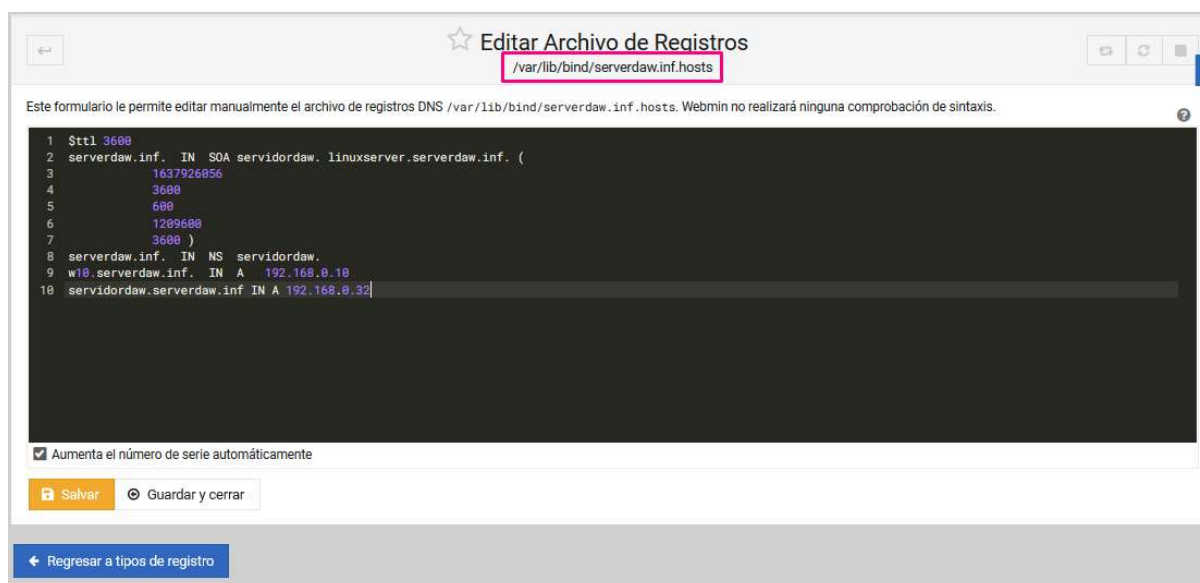 Editar Archivo de Registros
/var/lib/bind/serverdaw.inf.hosts
Este formulario le permite editar manualmente el archivo de registros DNS /var/lib/bind/serverdaw.inf.hosts. Webmin no realizará ninguna comprobación de sintaxis.
1 $ttl 3600
2 serverdaw.inf. IN SOA servidordaw. linuxserver.serverdaw.inf. (
3 1637926056
4 3600
5 600
6 1209600
7 3600 )
8 serverdaw.inf. IN NS servidordaw.
9 w10.serverdaw.inf. IN A 192.168.0.10
10 servidordaw.serverdaw.inf IN A 192.168.0.32
Aumenta el número de serie automáticamente
Salvar Guardar y cerrar
Regresar a tipos de registro